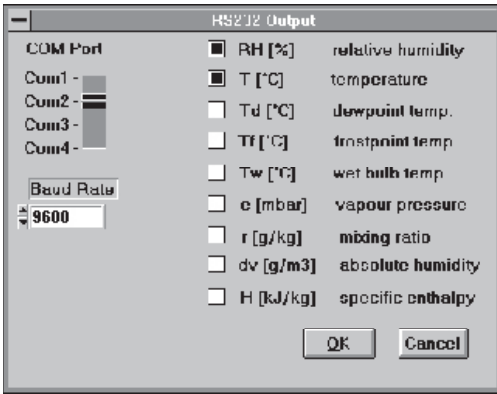 RS232 Output
COM Port
Com1 -
Com2 -
Com3 -
Com4 -
Baud Rate
9600
RH [%] relative humidity
T [°C] temperature
Td [°C] dewpoint temp.
Tf [°C] frostpoint temp
Tw [°C] wet bulb temp
e [mbar] vapour pressure
r [g/kg] mixing ratio
dv [g/m3] absolute humidity
H [kJ/kg] specific enthalpy
OK Cancel